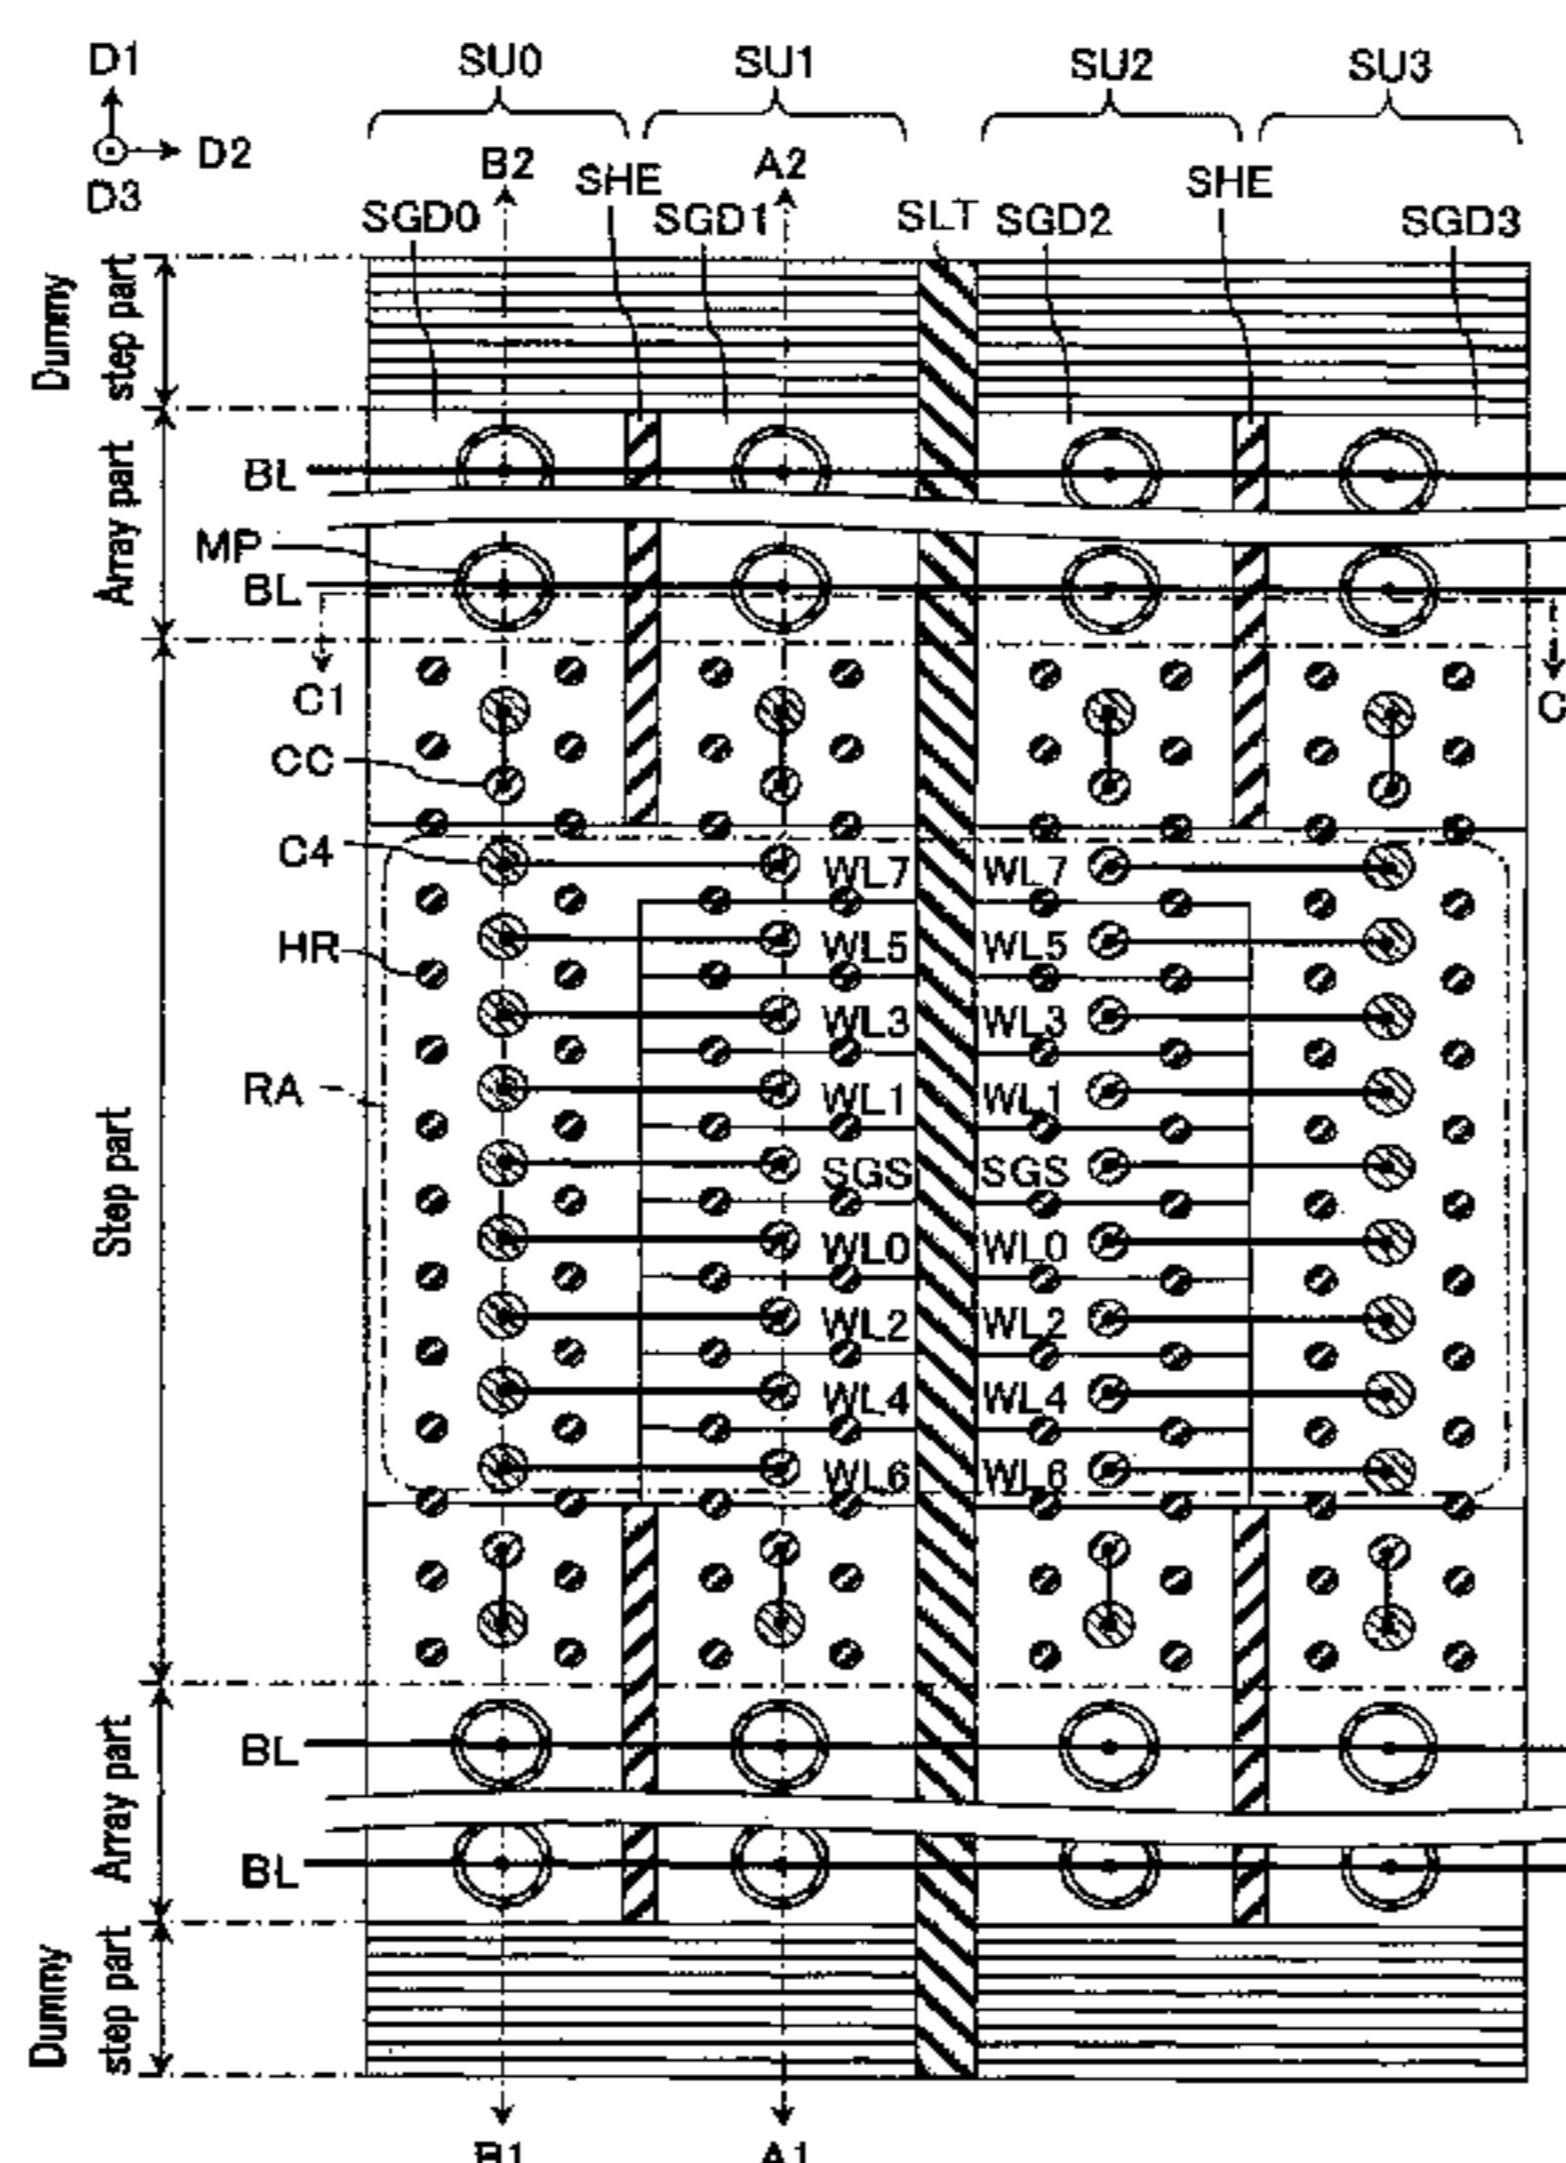 D1
SU0 SU1 SU2 SU3
D2
B2 SHE A2 SHE
D3
SGD0 SGD1 SLT SGD2 SGD3
Dummy
step part
Array part
BL
MP
BL
C1 C
CC
C4
WL7 WL7
HR
WL5 WL5
WL3 WL3
RA
WL1 WL1
Step part
SGS SGS
WL0 WL0
WL2 WL2
WL4 WL4
WL6 WL6
Array part
BL
BL
Dummy
step part
B1 A1